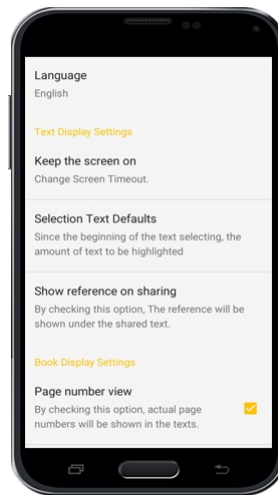 Language
English
Text Display Settings
Keep the screen on
Change Screen Timeout.
Selection Text Defaults
Since the beginning of the text selecting, the
amount of text to be highlighted
Show reference on sharing
By checking this option, The reference will be
shown under the shared text.
Book Display Settings
Page number view
By checking this option, actual page
numbers will be shown in the texts.